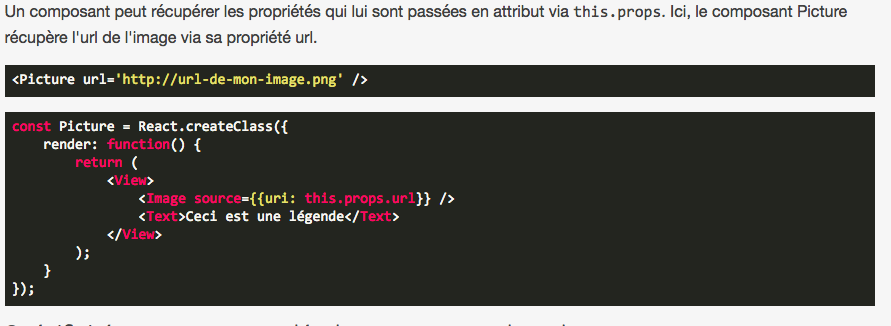 Un composant peut récupérer les propriétés qui lui sont passées en attribut via this.props. Ici, le composant Picture
récupère l'url de l'image via sa propriété url.
<Picture url='http://url-de-mon-image.png' />
const Picture = React.createClass({
    render: function() {
        return (
            <View>
                <Image source={{uri: this.props.url}} />
                <Text>Ceci est une légende</Text>
            </View>
        );
    }
});